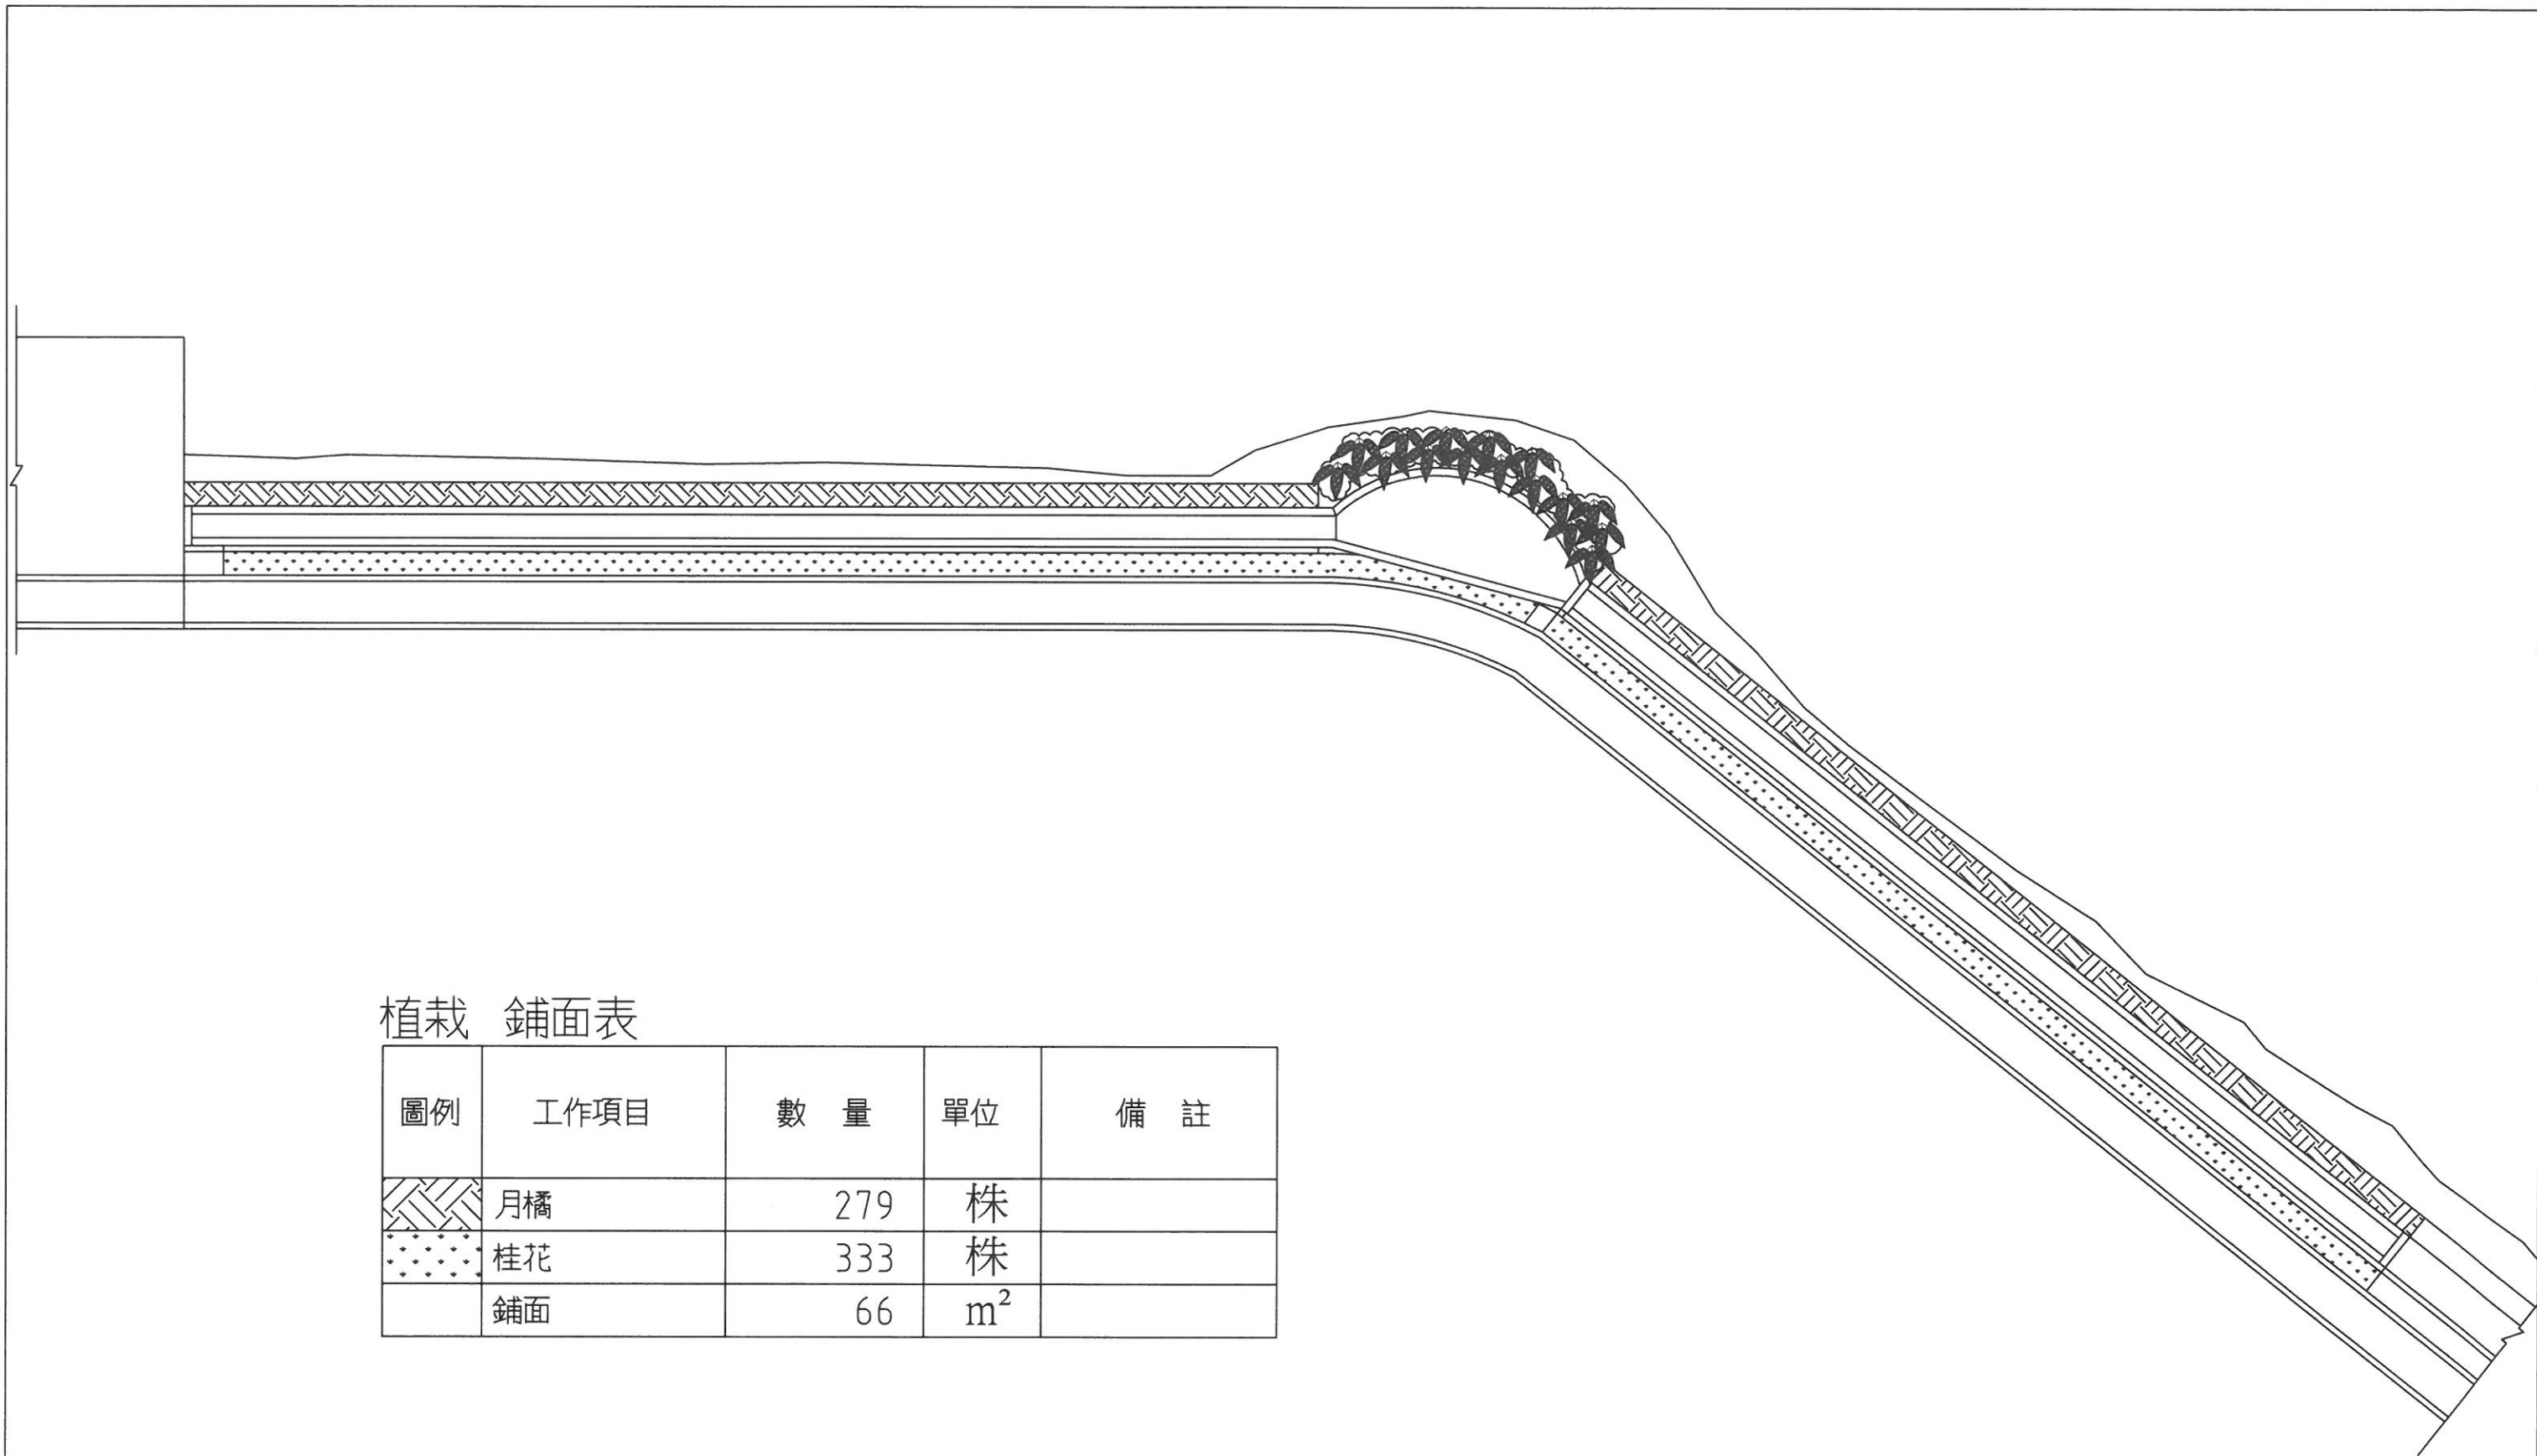 植栽 鋪面表
圖例 工作項目 數量 單位 備註
月橘 279 株
桂花 333 株
鋪面 66 m²